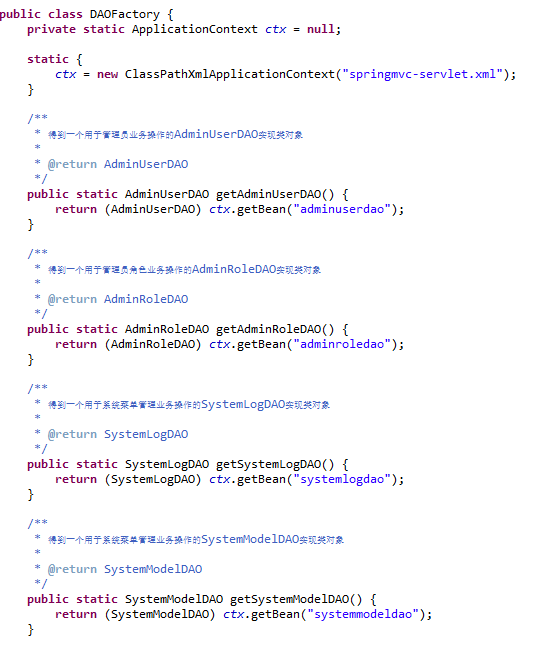 public class DAOFactory {
    private static ApplicationContext ctx = null;

    static {
        ctx = new ClassPathXmlApplicationContext("springmvc-servlet.xml");
    }

    /**
     * 得到一个用于管理员业务操作的AdminUserDAO实现类对象
     *
     * @return AdminUserDAO
     */
    public static AdminUserDAO getAdminUserDAO() {
        return (AdminUserDAO) ctx.getBean("adminuserdao");
    }

    /**
     * 得到一个用于管理员角色业务操作的AdminRoleDAO实现类对象
     *
     * @return AdminRoleDAO
     */
    public static AdminRoleDAO getAdminRoleDAO() {
        return (AdminRoleDAO) ctx.getBean("adminroledao");
    }

    /**
     * 得到一个用于系统菜单管理业务操作的SystemLogDAO实现类对象
     *
     * @return SystemLogDAO
     */
    public static SystemLogDAO getSystemLogDAO() {
        return (SystemLogDAO) ctx.getBean("systemlogdao");
    }

    /**
     * 得到一个用于系统菜单管理业务操作的SystemModelDAO实现类对象
     *
     * @return SystemModelDAO
     */
    public static SystemModelDAO getSystemModelDAO() {
        return (SystemModelDAO) ctx.getBean("systemmodeldao");
    }